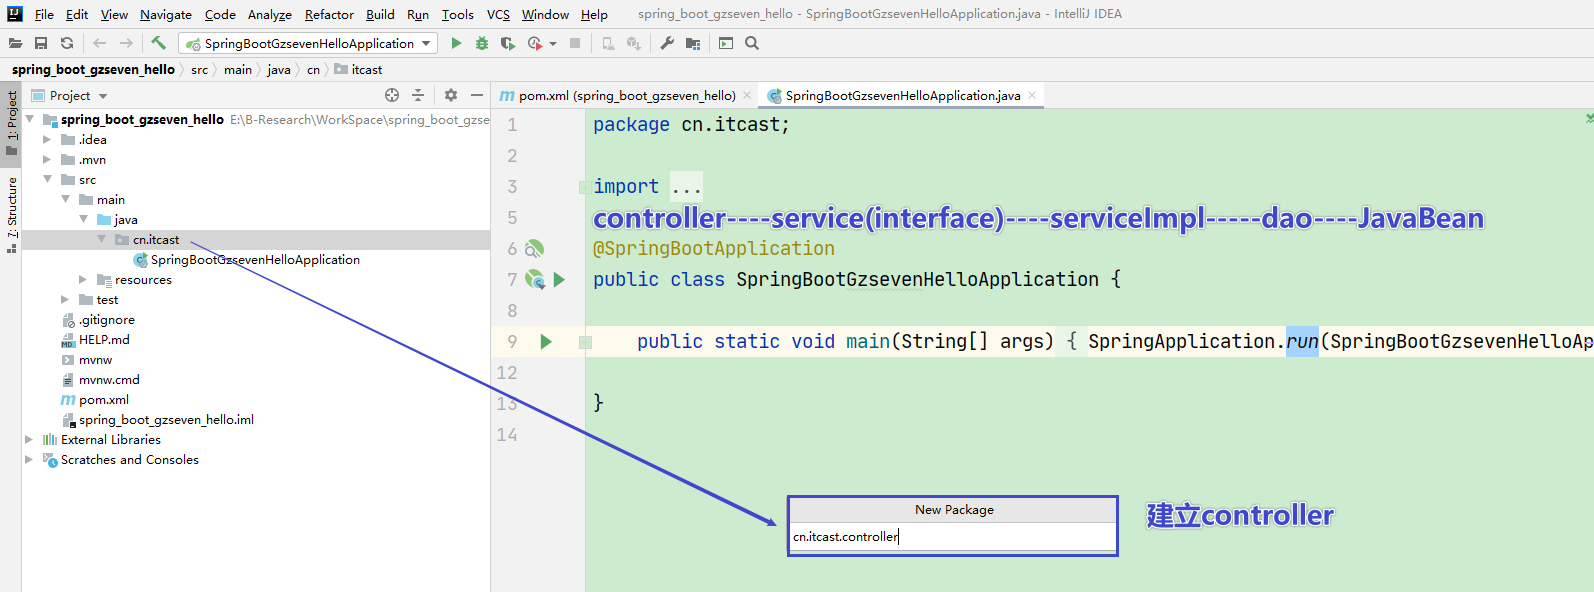 File Edit View Navigate Code Analyze Refactor Build Run Tools VCS Window Help spring_boot_gzseven_hello - SpringBootGzsevenHelloApplication.java - IntelliJ IDEA
SpringBootGzsevenHelloApplication
spring_boot_gzseven_hello src main java cn itcast
1: Project
Z: Structure
Project
spring_boot_gzseven_hello E:\B-Research\WorkSpace\spring_boot_gzse
.idea
.mvn
src
main
java
cn.itcast
SpringBootGzsevenHelloApplication
resources
test
.gitignore
HELP.md
mvnw
mvnw.cmd
pom.xml
spring_boot_gzseven_hello.iml
External Libraries
Scratches and Consoles
pom.xml (spring_boot_gzseven_hello) SpringBootGzsevenHelloApplication.java
1 package cn.itcast;
2
3 import ...
5 controller----service(interface)----serviceImpl-----dao----JavaBean
6 @SpringBootApplication
7 public class SpringBootGzsevenHelloApplication {
8
9 public static void main(String[] args) { SpringApplication.run(SpringBootGzsevenHelloAp
12
13 }
14
New Package
cn.itcast.controller
建立controller